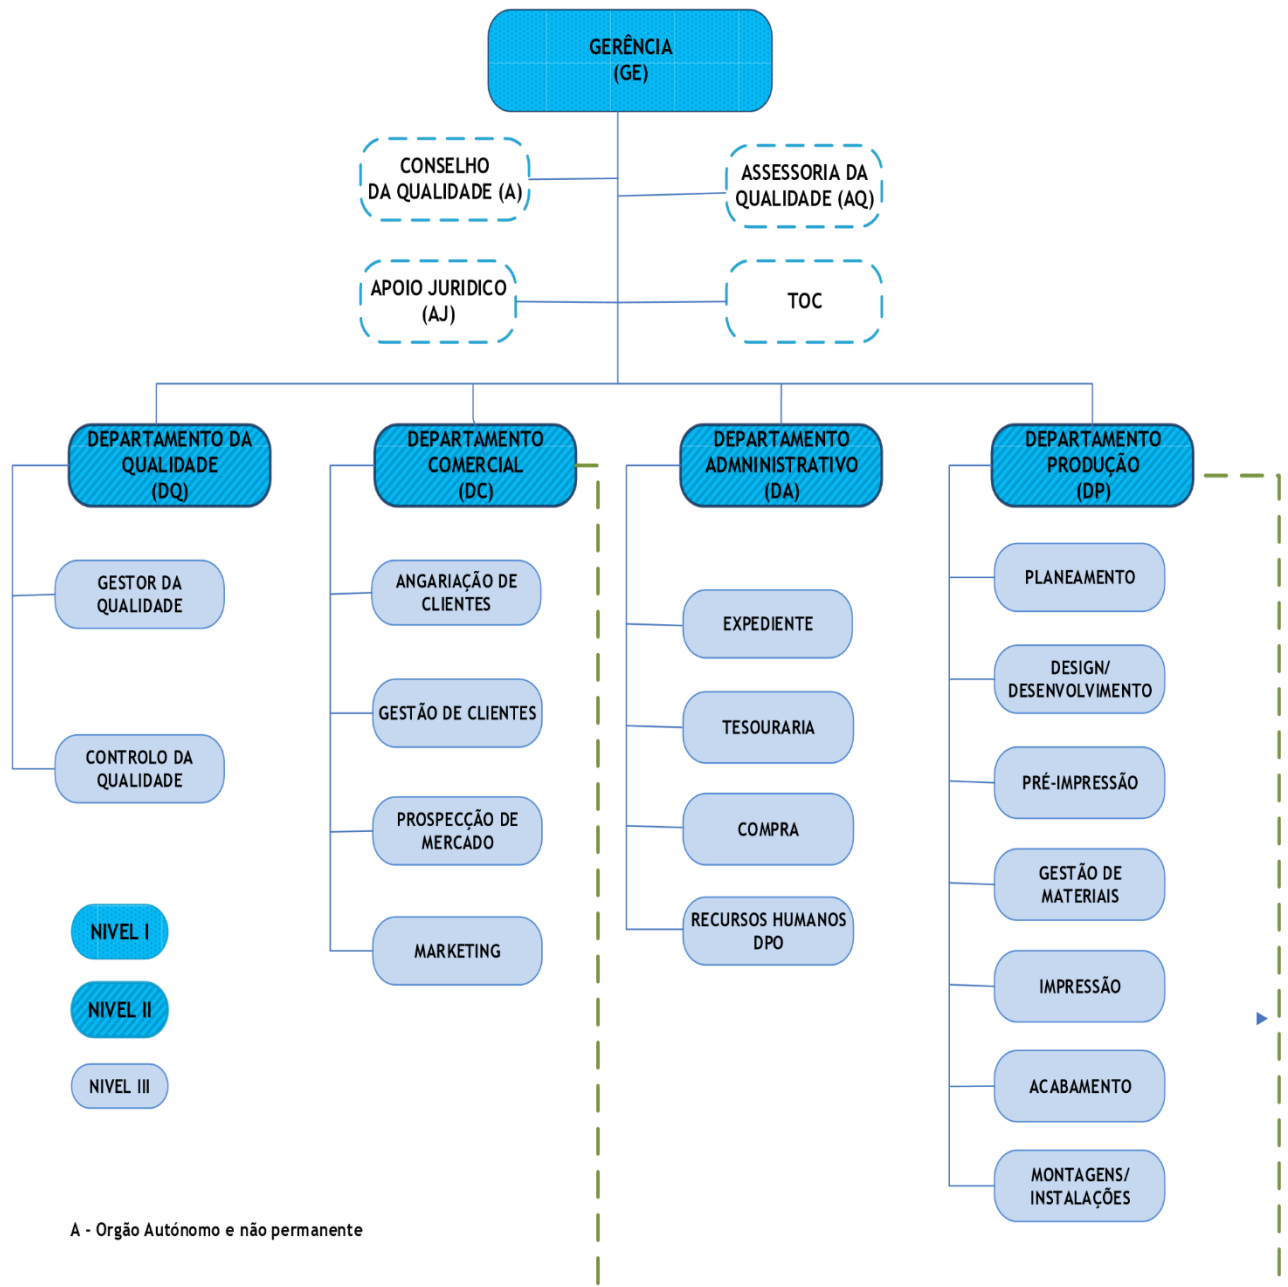 GERÊNCIA
(GE)
CONSELHO
DA QUALIDADE (A)
ASSESSORIA DA
QUALIDADE (AQ)
APOIO JURIDICO
(AJ)
TOC
DEPARTAMENTO DA
QUALIDADE
(DQ)
GESTOR DA
QUALIDADE
CONTROLO DA
QUALIDADE
DEPARTAMENTO
COMERCIAL
(DC)
ANGARIAÇÃO DE
CLIENTES
GESTÃO DE CLIENTES
PROSPECÇÃO DE
MERCADO
MARKETING
DEPARTAMENTO
ADMNINISTRATIVO
(DA)
EXPEDIENTE
TESOURARIA
COMPRA
RECURSOS HUMANOS
DPO
DEPARTAMENTO
PRODUÇÃO
(DP)
PLANEAMENTO
DESIGN/
DESENVOLVIMENTO
PRÉ-IMPRESSÃO
GESTÃO DE
MATERIAIS
IMPRESSÃO
ACABAMENTO
MONTAGENS/
INSTALAÇÕES
NIVEL I
NIVEL II
NIVEL III
A - Orgão Autónomo e não permanente